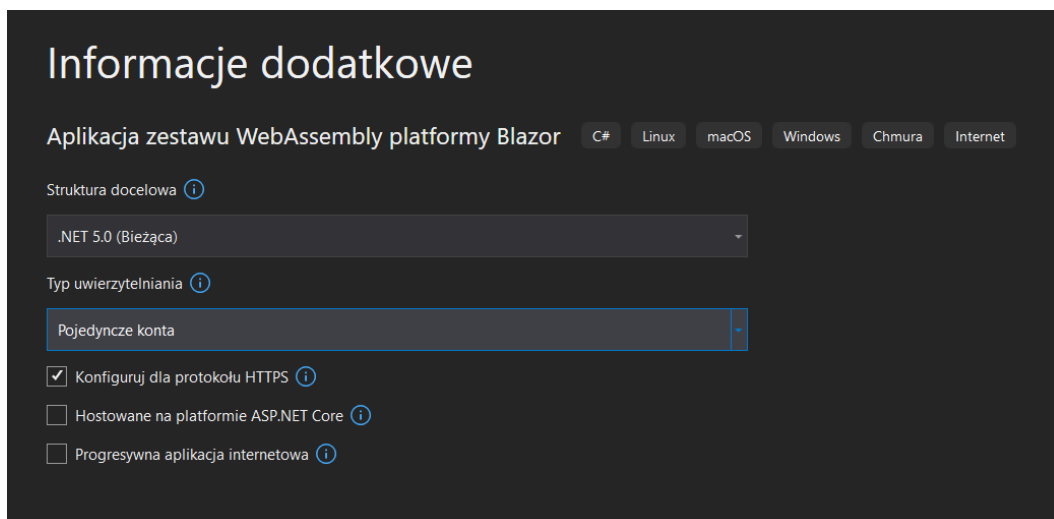 Informacje dodatkowe
Aplikacja zestawu WebAssembly platformy Blazor C# Linux macOS Windows Chmura Internet
Struktura docelowa
.NET 5.0 (Bieżąca)
Typ uwierzytelniania
Pojedyncze konta
Konfiguruj dla protokołu HTTPS
Hostowane na platformie ASP.NET Core
Progresywna aplikacja internetowa